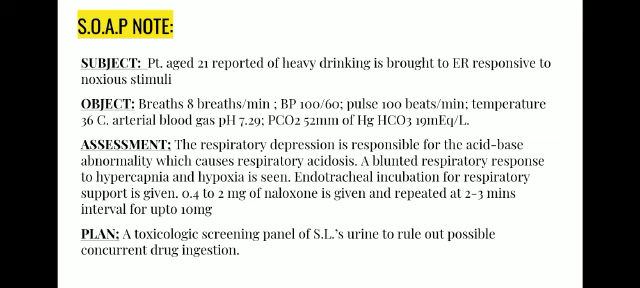 S.O.A.P NOTE:
SUBJECT: Pt. aged 21 reported of heavy drinking is brought to ER responsive to
noxious stimuli
OBJECT: Breaths 8 breaths/min ; BP 100/60; pulse 100 beats/min; temperature
36 C. arterial blood gas pH 7.29; PCO2 52mm of Hg HCO3 19mEq/L.
ASSESSMENT; The respiratory depression is responsible for the acid-base
abnormality which causes respiratory acidosis. A blunted respiratory response
to hypercapnia and hypoxia is seen. Endotracheal incubation for respiratory
support is given. 0.4 to 2 mg of naloxone is given and repeated at 2-3 mins
interval for upto 10mg
PLAN; A toxicologic screening panel of S.L.'s urine to rule out possible
concurrent drug ingestion.